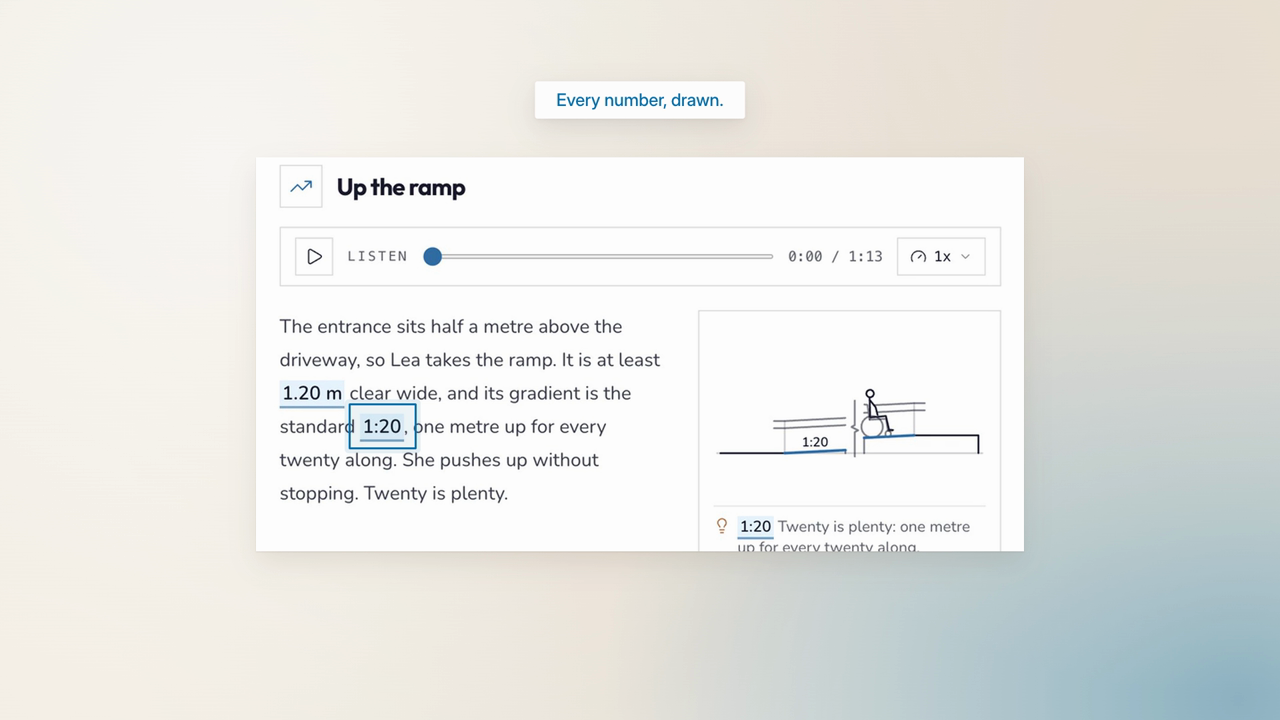 Every number, drawn.
Up the ramp
LISTEN 0:00 / 1:13 1x
The entrance sits half a metre above the
driveway, so Lea takes the ramp. It is at least
1.20 m clear wide, and its gradient is the
standard 1:20, one metre up for every
twenty along. She pushes up without
stopping. Twenty is plenty.
1:20
1:20 Twenty is plenty: one metre
up for every twenty along.